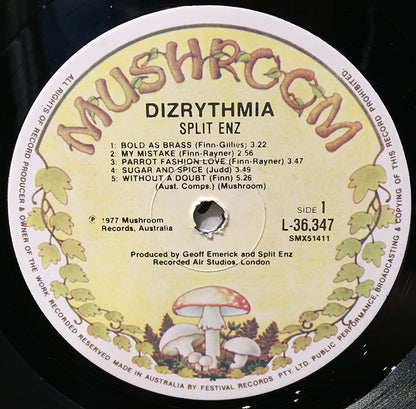 MUSHROOM
DIZRYTHMIA
SPLIT ENZ
1: BOLD AS BRASS (Finn-Gillies) 3.22
2: MY MISTAKE (Finn-Rayner) 2.56
3: PARROT FASHION LOVE (Finn-Rayner) 3.47
4: SUGAR AND SPICE (Judd) 3.49
5: WITHOUT A DOUBT (Finn) 5.26
(Aust. Comps.) (Mushroom)
℗ 1977 Mushroom
Records, Australia
SIDE 1
L-36,347
SMX51411
Produced by Geoff Emerick and Split Enz
Recorded Air Studios, London
ALL RIGHTS OF RECORD PRODUCER & OWNER OF THE WORK RECORDED RESERVED MADE IN AUSTRALIA BY FESTIVAL RECORDS PTY. LTD. PUBLIC PERFORMANCE, BROADCASTING & COPYING OF THIS RECORD PROHIBITED.